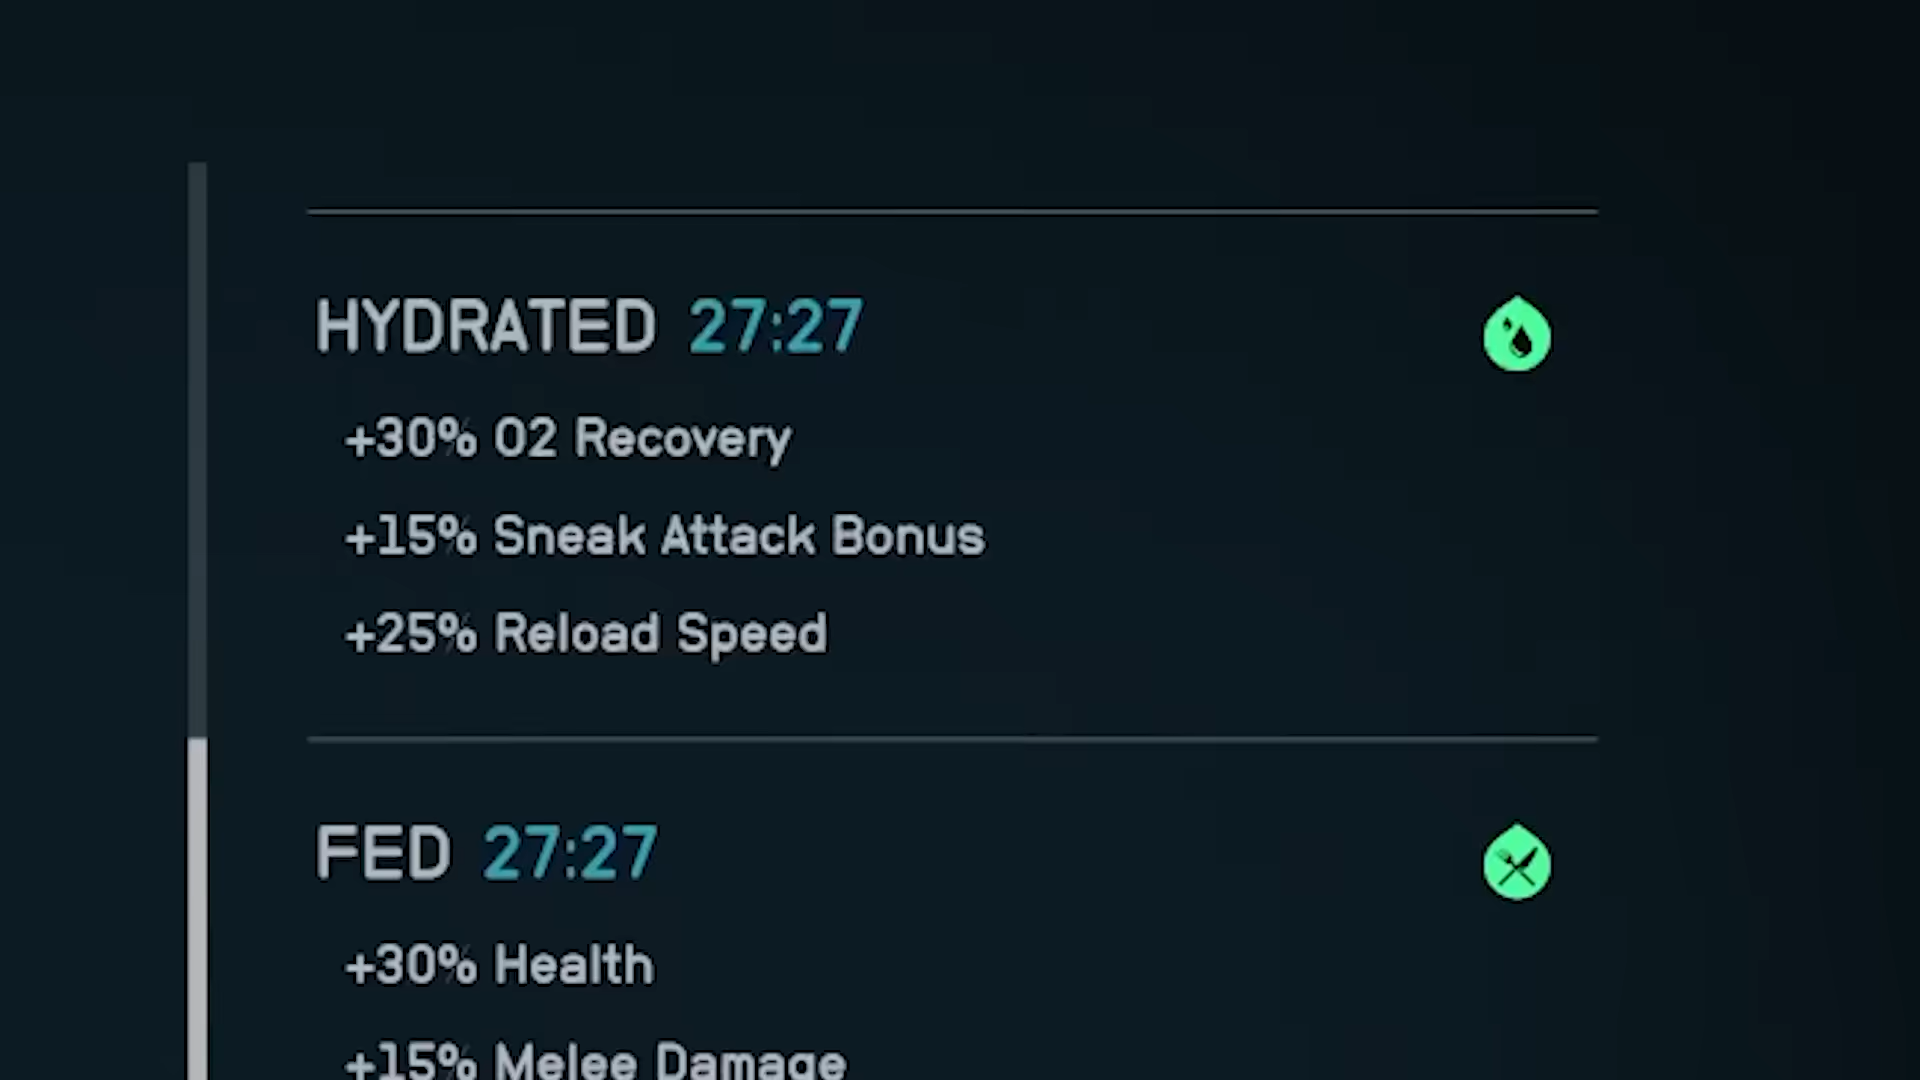 HYDRATED 27:27
+30% O2 Recovery
+15% Sneak Attack Bonus
+25% Reload Speed
FED 27:27
+30% Health
+15% Melee Damage